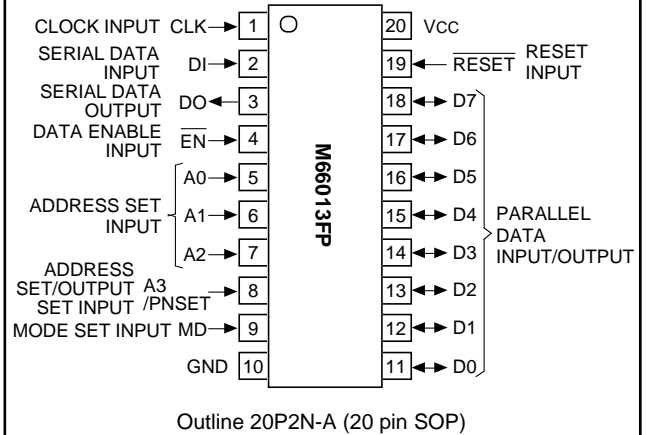 CLOCK INPUT CLK 1
SERIAL DATA
INPUT DI 2
SERIAL DATA
OUTPUT DO 3
DATA ENABLE
INPUT EN 4
ADDRESS SET
INPUT
A0 5
A1 6
A2 7
ADDRESS
SET/OUTPUT A3
SET INPUT /PNSET 8
MODE SET INPUT MD 9
GND 10
M66013FP
20 Vcc
19 RESET RESET
INPUT
18 D7
17 D6
16 D5
15 D4
14 D3
13 D2
12 D1
11 D0
PARALLEL
DATA
INPUT/OUTPUT
Outline 20P2N-A (20 pin SOP)